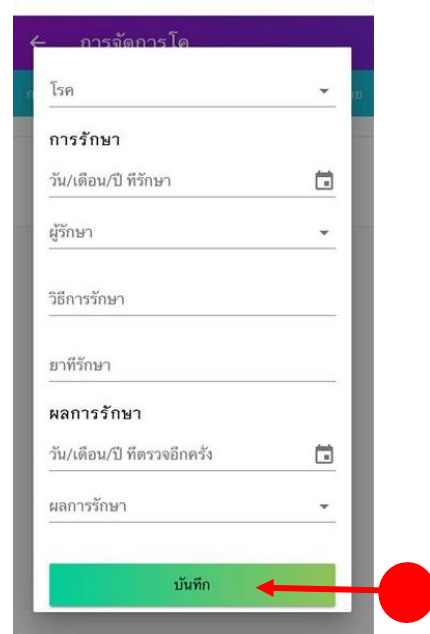 การจัดการโค
โรค
การรักษา
วัน/เดือน/ปี ที่รักษา
ผู้รักษา
วิธีการรักษา
ยาที่รักษา
ผลการรักษา
วัน/เดือน/ปี ที่ตรวจอีกครั้ง
ผลการรักษา
บันทึก